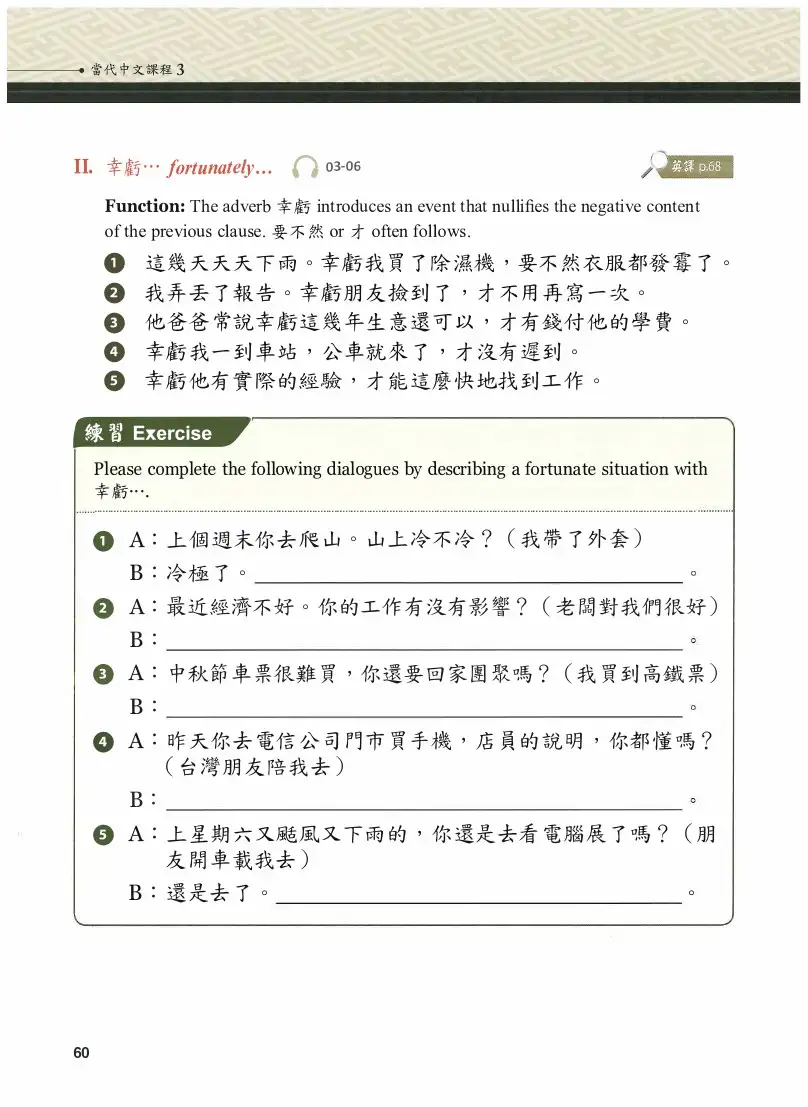 當代中文課程 3
II. 幸虧… fortunately… 03-06 英譯 p.68
Function: The adverb 幸虧 introduces an event that nullifies the negative content
of the previous clause. 要不然 or 才 often follows.
1 這幾天天天下雨。幸虧我買了除濕機,要不然衣服都發霉了。
2 我弄丟了報告。幸虧朋友撿到了,才不用再寫一次。
3 他爸爸常說幸虧這幾年生意還可以,才有錢付他的學費。
4 幸虧我一到車站,公車就來了,才沒有遲到。
5 幸虧他有實際的經驗,才能這麼快地找到工作。
練習 Exercise
Please complete the following dialogues by describing a fortunate situation with
幸虧….
1 A:上個週末你去爬山。山上冷不冷?(我帶了外套)
B:冷極了。 。
2 A:最近經濟不好。你的工作有沒有影響?(老闆對我們很好)
B: 。
3 A:中秋節車票很難買,你還要回家團聚嗎?(我買到高鐵票)
B: 。
4 A:昨天你去電信公司門市買手機,店員的說明,你都懂嗎?
(台灣朋友陪我去)
B: 。
5 A:上星期六又颳風又下雨的,你還是去看電腦展了嗎?(朋
友開車載我去)
B:還是去了。 。
60